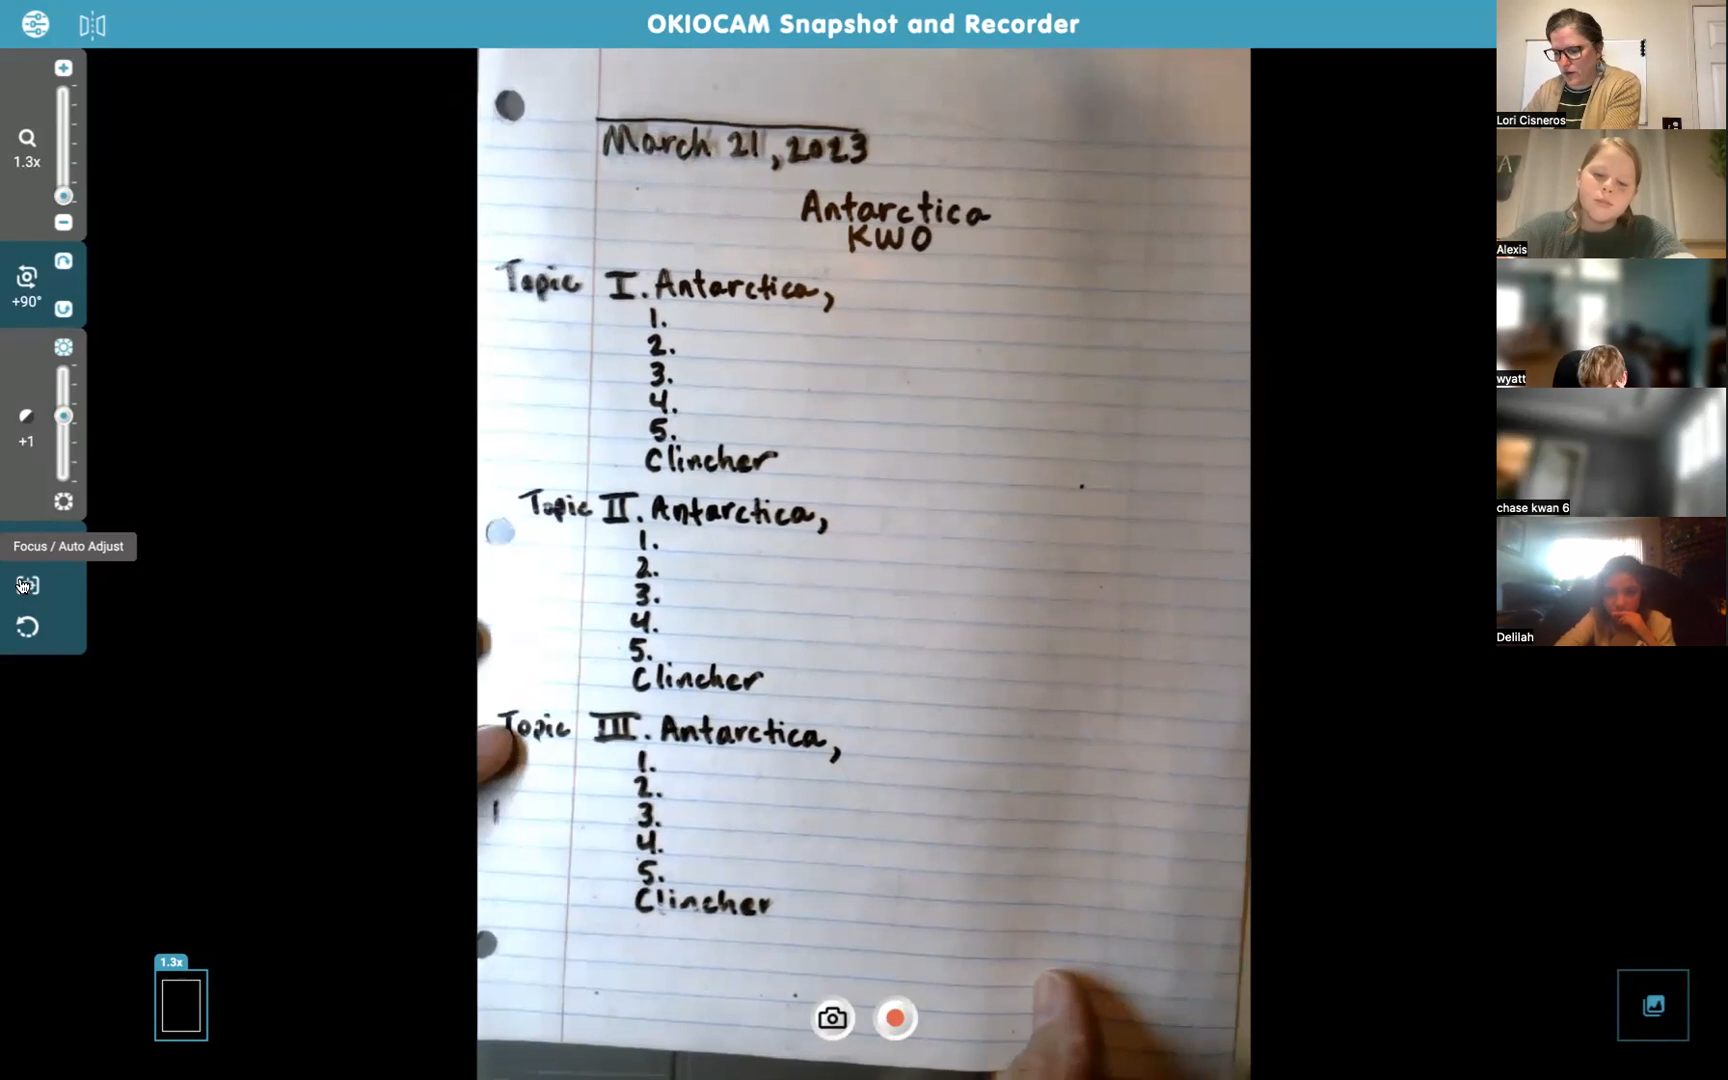 OKIOCAM Snapshot and Recorder
1.3x
+90°
+1
Focus / Auto Adjust
March 21, 2023
Antarctica
KWO
Topic I. Antarctica,
1.
2.
3.
4.
5.
Clincher
Topic II. Antarctica,
1.
2.
3.
4.
5.
Clincher
Topic III. Antarctica,
1.
2.
3.
4.
5.
Clincher
1.3x
Lori Cisneros
A
Alexis
wyatt
chase kwan 6
Delilah